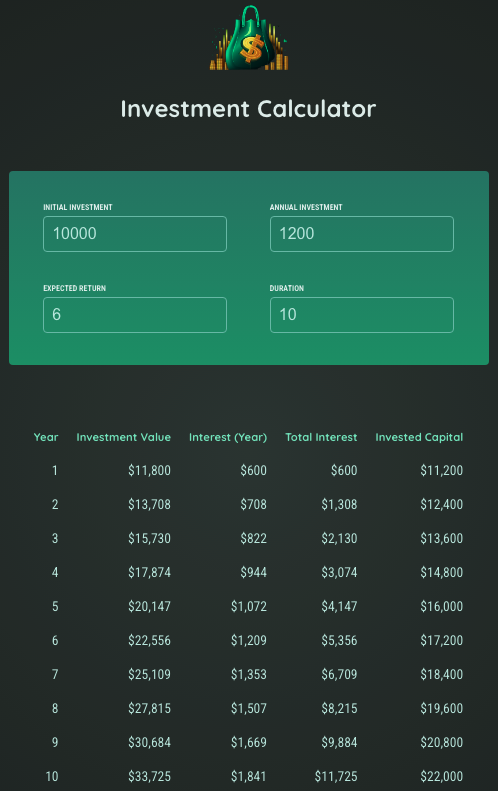 $
Investment Calculator
INITIAL INVESTMENT ANNUAL INVESTMENT
10000 1200
EXPECTED RETURN DURATION
6 10
Year Investment Value Interest (Year) Total Interest Invested Capital
1 $11,800 $600 $600 $11,200
2 $13,708 $708 $1,308 $12,400
3 $15,730 $822 $2,130 $13,600
4 $17,874 $944 $3,074 $14,800
5 $20,147 $1,072 $4,147 $16,000
6 $22,556 $1,209 $5,356 $17,200
7 $25,109 $1,353 $6,709 $18,400
8 $27,815 $1,507 $8,215 $19,600
9 $30,684 $1,669 $9,884 $20,800
10 $33,725 $1,841 $11,725 $22,000